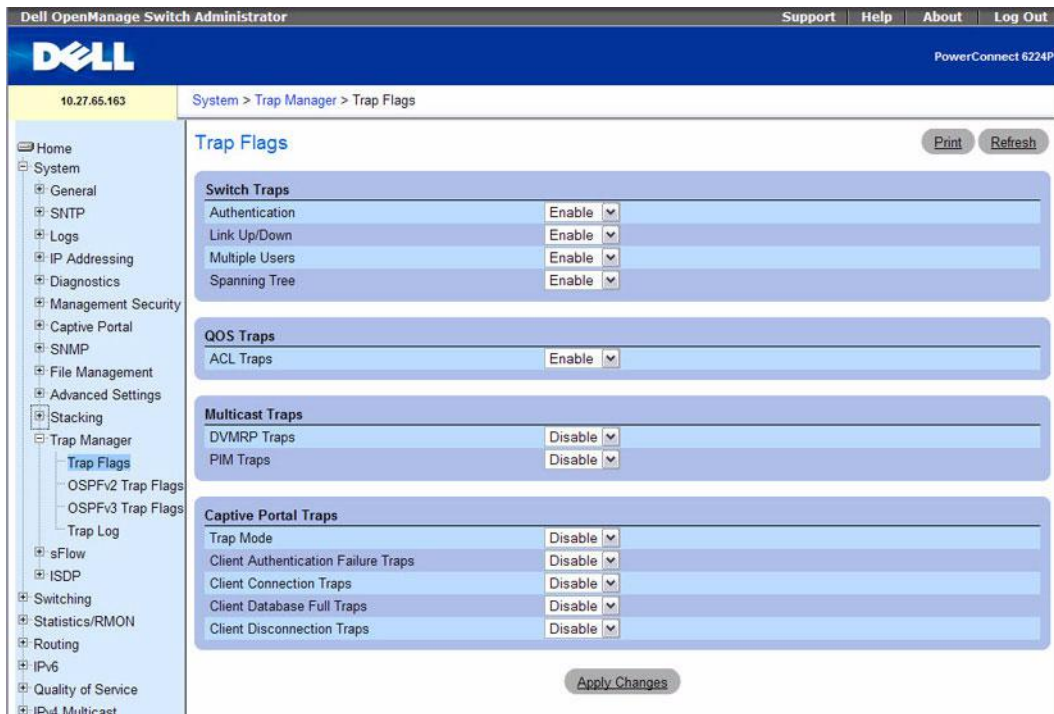 Dell OpenManage Switch Administrator
Support Help About Log Out
DELL
PowerConnect 6224P
10.27.65.163
System > Trap Manager > Trap Flags
Home
System
General
SNTP
Logs
IP Addressing
Diagnostics
Management Security
Captive Portal
SNMP
File Management
Advanced Settings
Stacking
Trap Manager
Trap Flags
OSPFv2 Trap Flags
OSPFv3 Trap Flags
Trap Log
sFlow
ISDP
Switching
Statistics/RMON
Routing
IPv6
Quality of Service
IPv4 Multicast
Trap Flags
Print Refresh
Switch Traps
Authentication Enable
Link Up/Down Enable
Multiple Users Enable
Spanning Tree Enable
QOS Traps
ACL Traps Enable
Multicast Traps
DVMRP Traps Disable
PIM Traps Disable
Captive Portal Traps
Trap Mode Disable
Client Authentication Failure Traps Disable
Client Connection Traps Disable
Client Database Full Traps Disable
Client Disconnection Traps Disable
Apply Changes